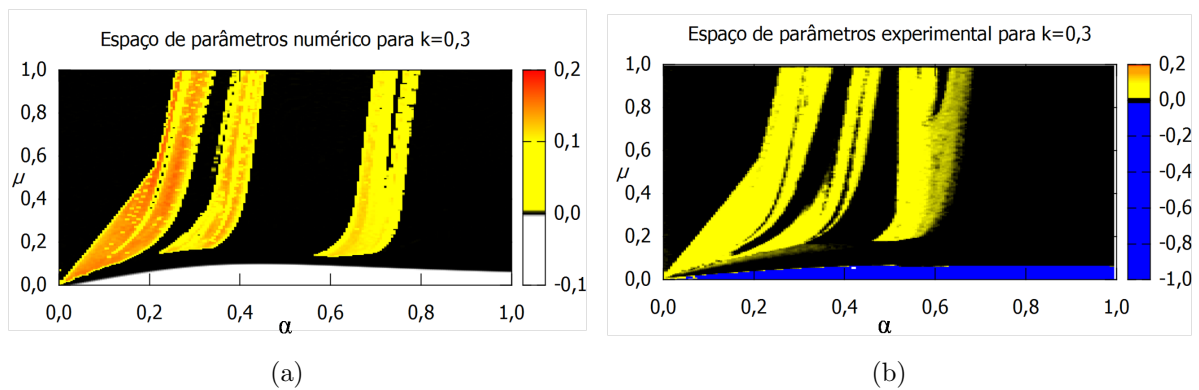 Espaço de parâmetros numérico para k=0,3
1,0
0,8
0,6
μ
0,4
0,2
0,0
0,0 0,2 0,4 0,6 0,8 1,0
α
0,2
0,1
0,0
-0,1
(a)
Espaço de parâmetros experimental para k=0,3
1,0
0,8
0,6
μ
0,4
0,2
0,0
0,0 0,2 0,4 0,6 0,8 1,0
α
0,2
0,0
-0,2
-0,4
-0,6
-0,8
-1,0
(b)